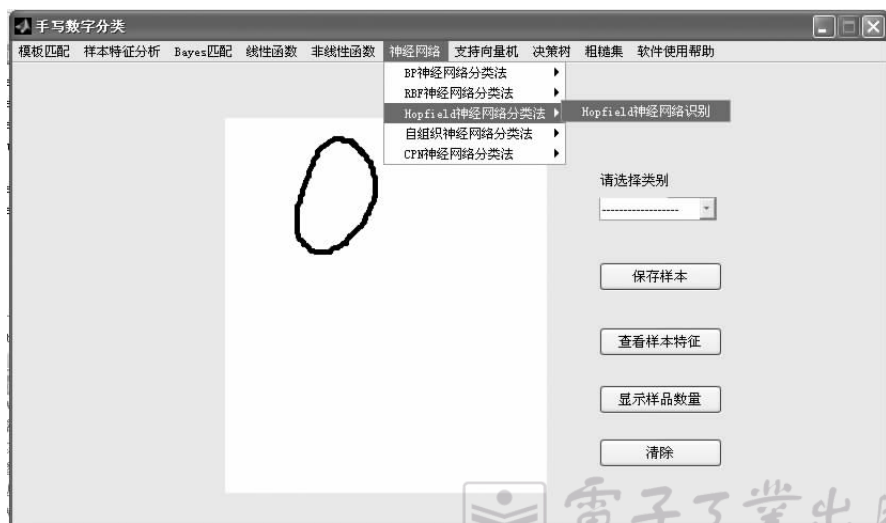 手写数字分类
模板匹配 样本特征分析 Bayes匹配 线性函数 非线性函数 神经网络 支持向量机 决策树 粗糙集 软件使用帮助
BP神经网络分类法
RBF神经网络分类法
Hopfield神经网络分类法 Hopfield神经网络识别
自组织神经网络分类法
CPN神经网络分类法
请选择类别
------------------
保存样本
查看样本特征
显示样品数量
清除
電子工業出